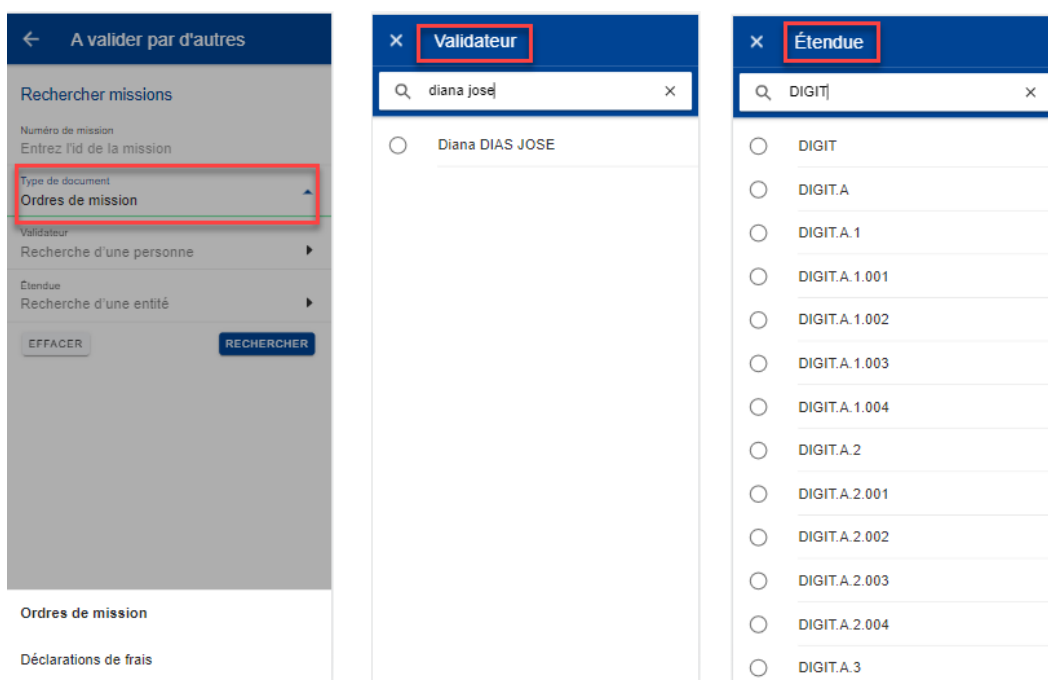 A valider par d'autres
Rechercher missions
Numéro de mission
Entrez l'id de la mission
Type de document
Ordres de mission
Validateur
Recherche d'une personne
Étendue
Recherche d'une entité
EFFACER
RECHERCHER
Ordres de mission
Déclarations de frais
Validateur
diana jose
Diana DIAS JOSE
Étendue
DIGIT
DIGIT
DIGIT.A
DIGIT.A.1
DIGIT.A.1.001
DIGIT.A.1.002
DIGIT.A.1.003
DIGIT.A.1.004
DIGIT.A.2
DIGIT.A.2.001
DIGIT.A.2.002
DIGIT.A.2.003
DIGIT.A.2.004
DIGIT.A.3